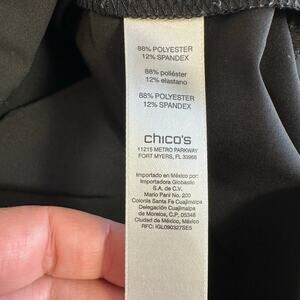 88% POLYESTER
12% SPANDEX
88% poliéster
12% elastano
88% POLYESTER
12% SPANDEX
chico's
11215 METRO PARKWAY
FORT MYERS, FL 33966
Importado en México por:
Importadora Globastic
S.A. de C.V.
Mario Pani No. 200
Colonia Santa Fe Cuajimalpa
Delegación Cuajimalpa
de Morelos, C.P. 05348
Ciudad de México, México
RFC: IGL090327SE5